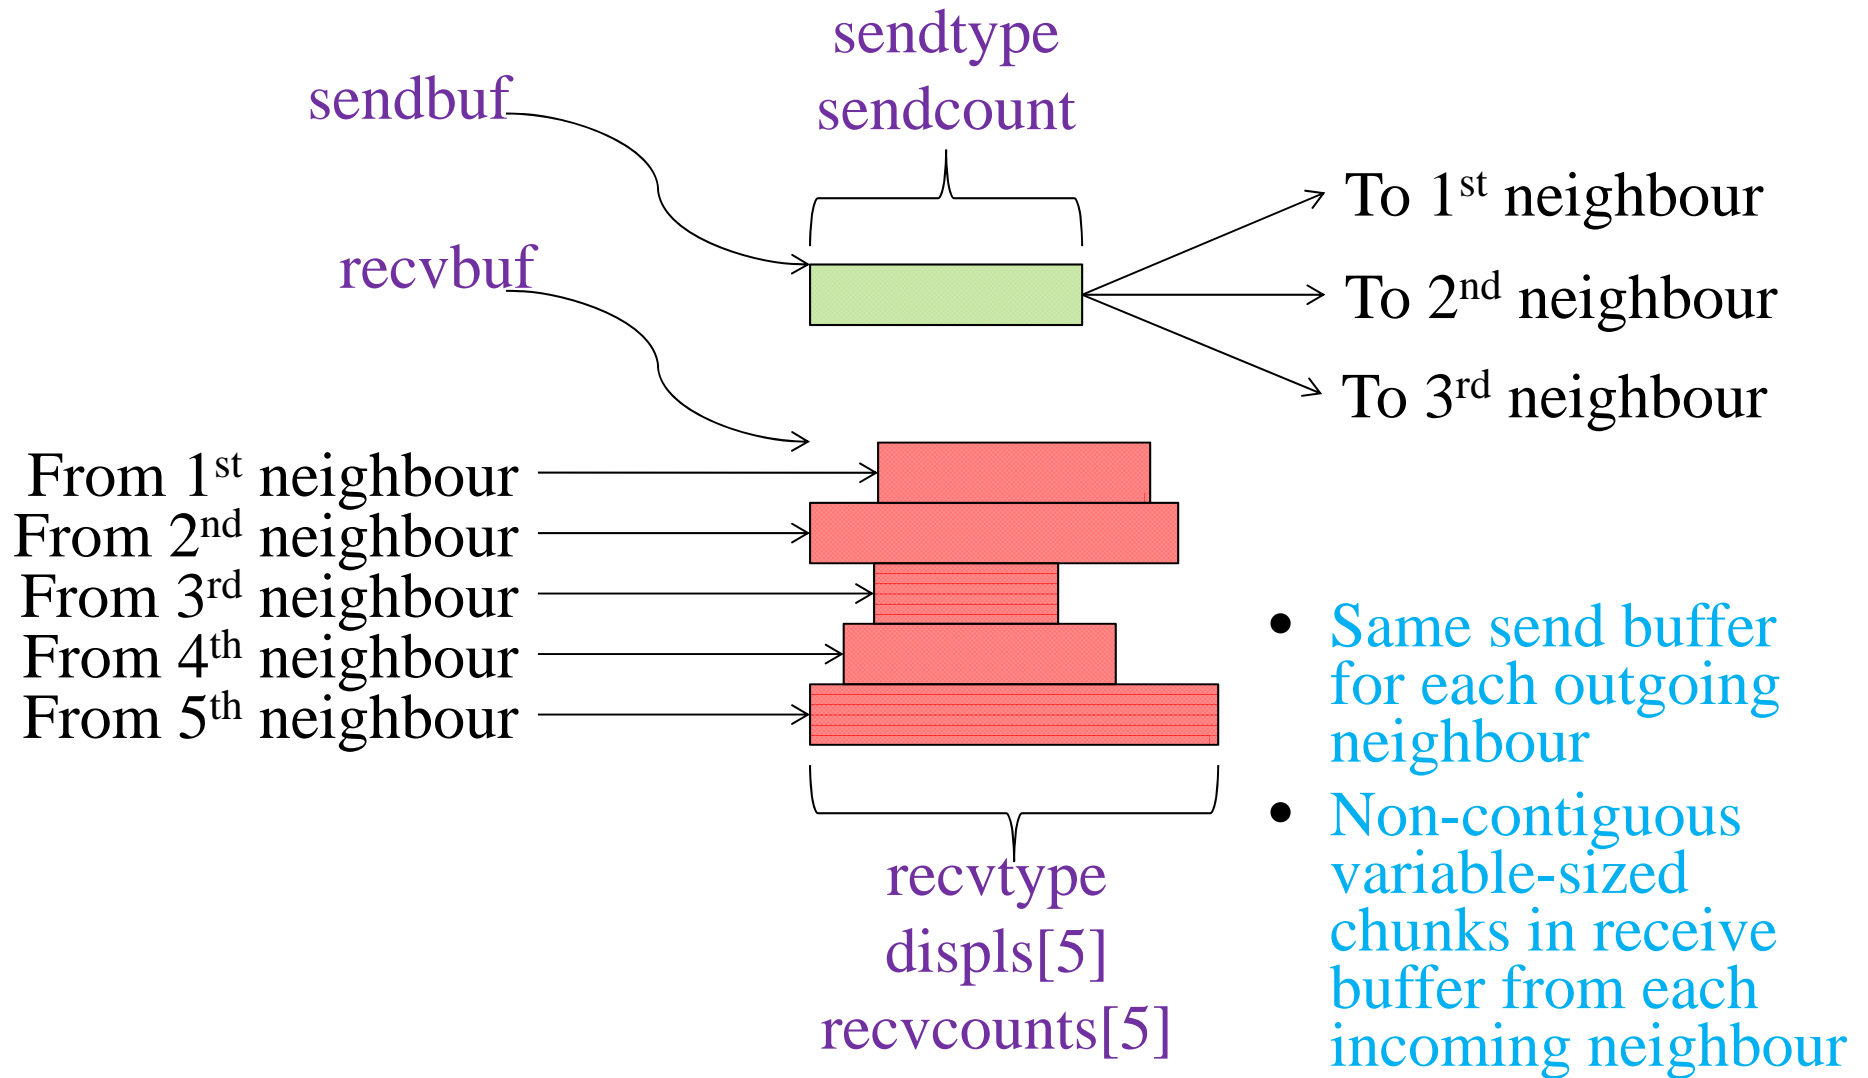 sendtype
sendcount
sendbuf
recvbuf
To 1st neighbour
To 2nd neighbour
To 3rd neighbour
From 1st neighbour
From 2nd neighbour
From 3rd neighbour
From 4th neighbour
From 5th neighbour
recvtype
displs[5]
recvcounts[5]
• Same send buffer
for each outgoing
neighbour
• Non-contiguous
variable-sized
chunks in receive
buffer from each
incoming neighbour